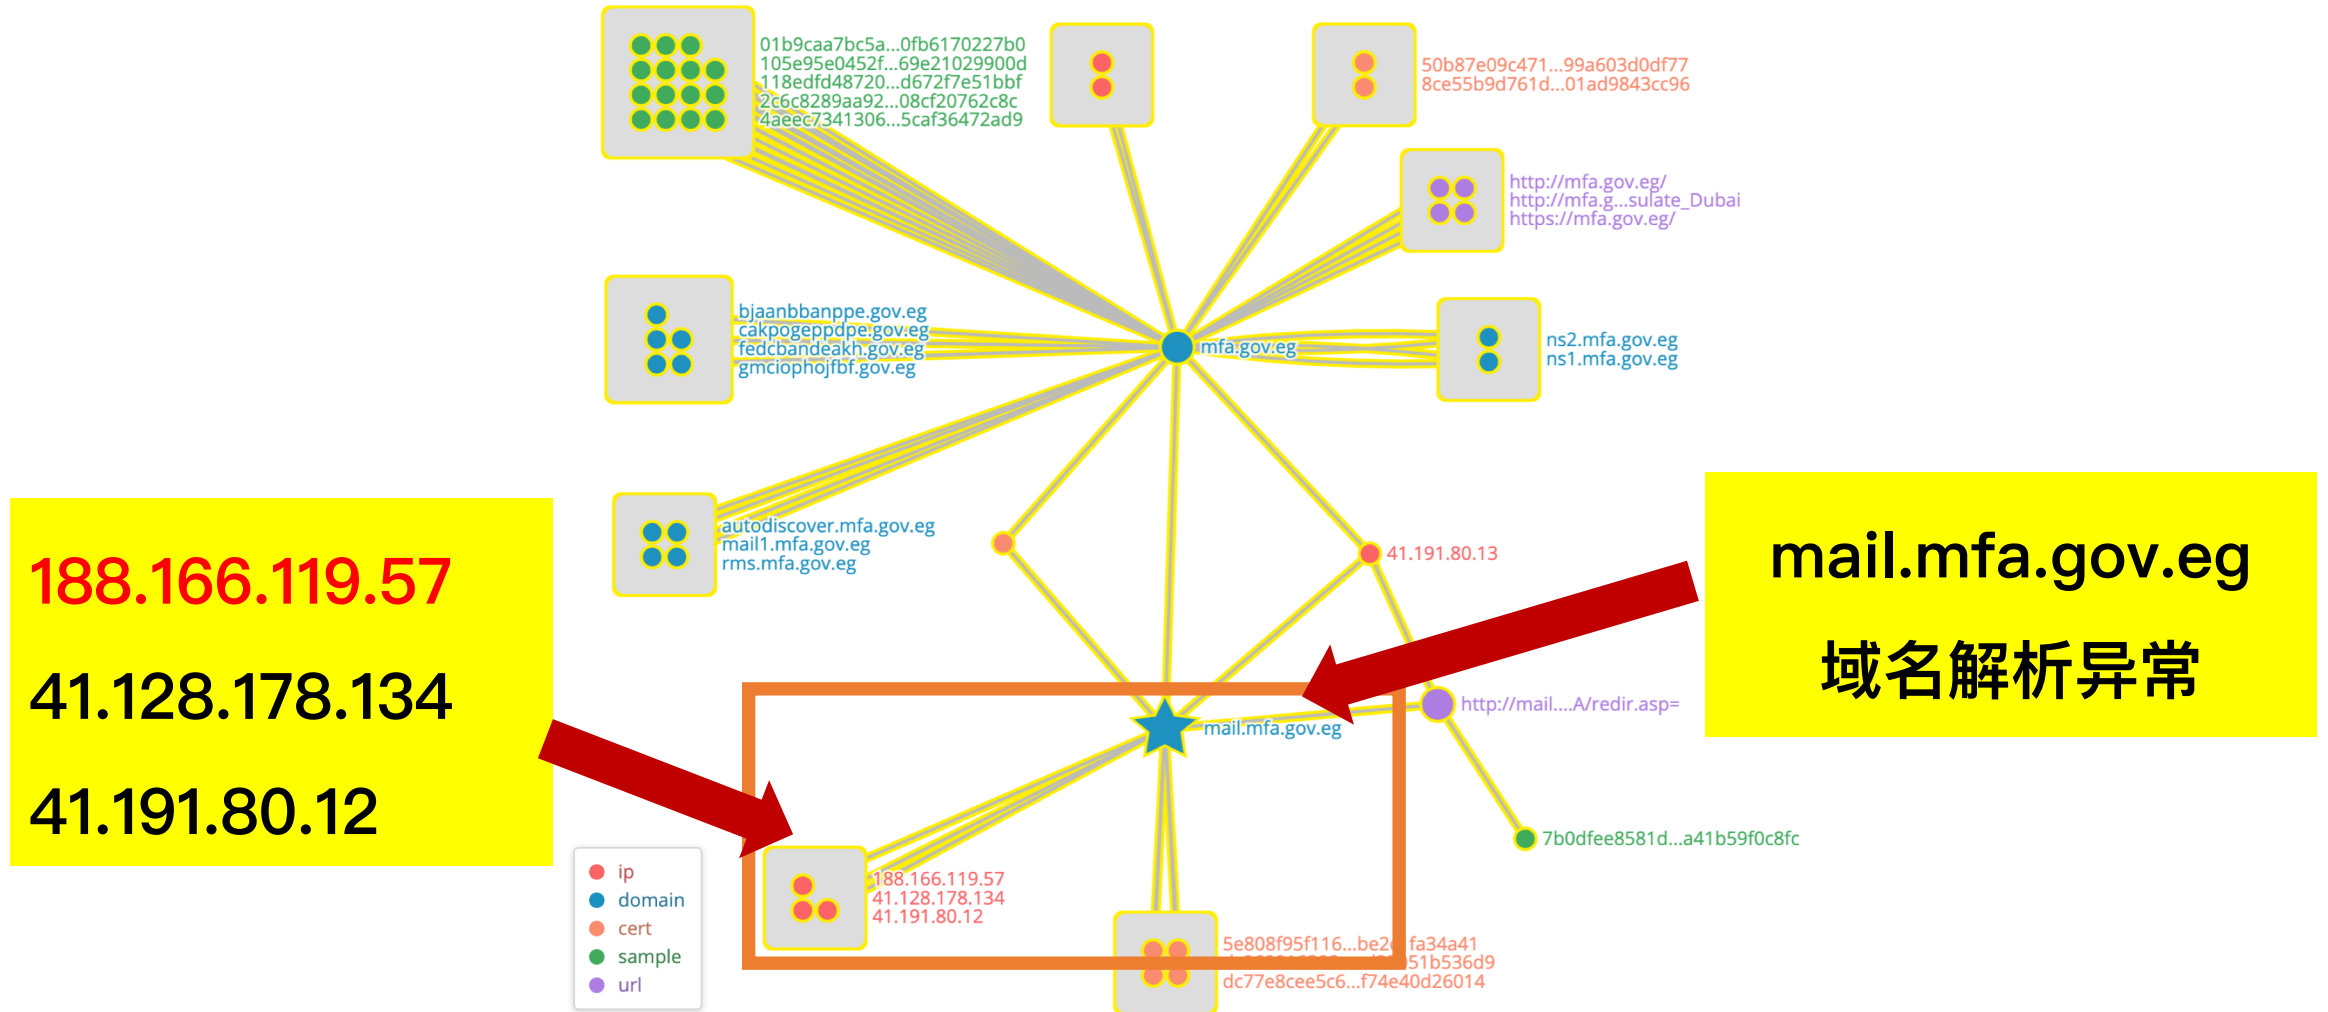 01b9caa7bc5a...0fb6170227b0
105e95e0452f...69e21029900d
118edfd48720...d672f7e51bbf
2c6c8289aa92...08cf20762c8c
4aeec7341306...5caf36472ad9
50b87e09c471...99a603d0df77
8ce55b9d761d...01ad9843cc96
http://mfa.gov.eg/
http://mfa.g...sulate_Dubai
https://mfa.gov.eg/
bjaanbbanppe.gov.eg
cakpogeppdpe.gov.eg
fedcbandeakh.gov.eg
gmciophojfbf.gov.eg
mfa.gov.eg
ns2.mfa.gov.eg
ns1.mfa.gov.eg
autodiscover.mfa.gov.eg
mail1.mfa.gov.eg
rms.mfa.gov.eg
41.191.80.13
188.166.119.57
41.128.178.134
41.191.80.12
mail.mfa.gov.eg
域名解析异常
http://mail....A/redir.asp=
mail.mfa.gov.eg
7b0dfee8581d...a41b59f0c8fc
ip
domain
cert
sample
url
188.166.119.57
41.128.178.134
41.191.80.12
dc77e8cee5c6...f74e40d26014